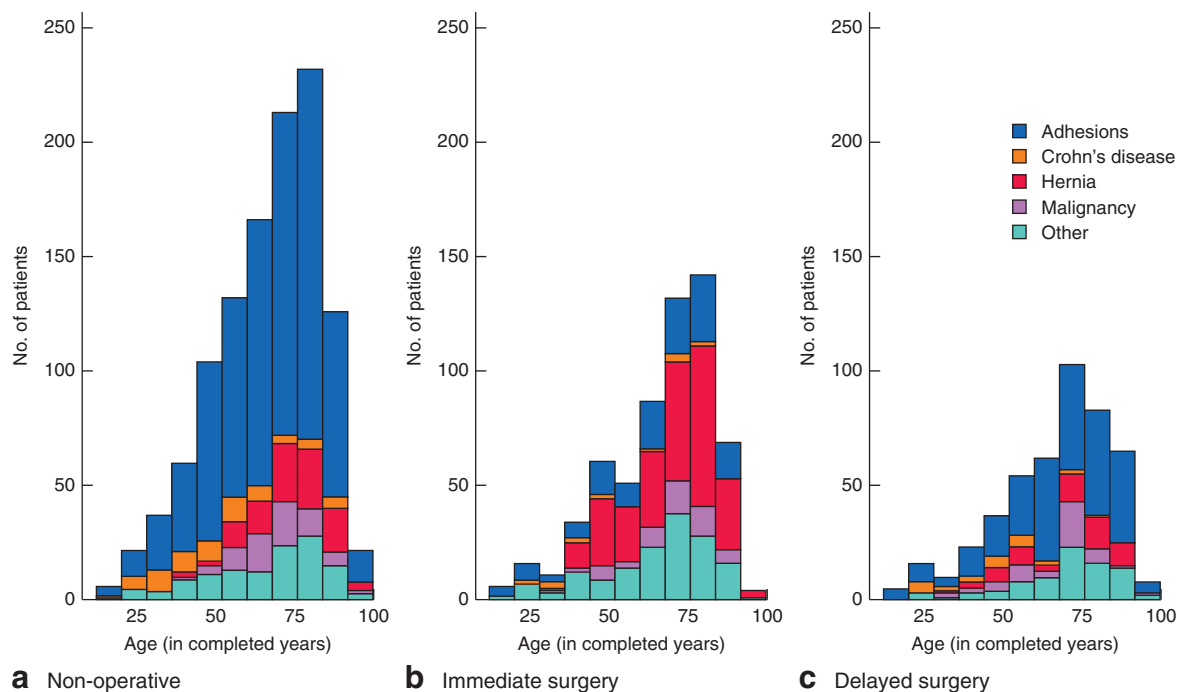 250
200
150
100
50
0
No. of patients
25
50
75
100
Age (in completed years)
a Non-operative
250
200
150
100
50
0
No. of patients
25
50
75
100
Age (in completed years)
b Immediate surgery
250
200
150
100
50
0
No. of patients
Adhesions
Crohn's disease
Hernia
Malignancy
Other
25
50
75
100
Age (in completed years)
c Delayed surgery